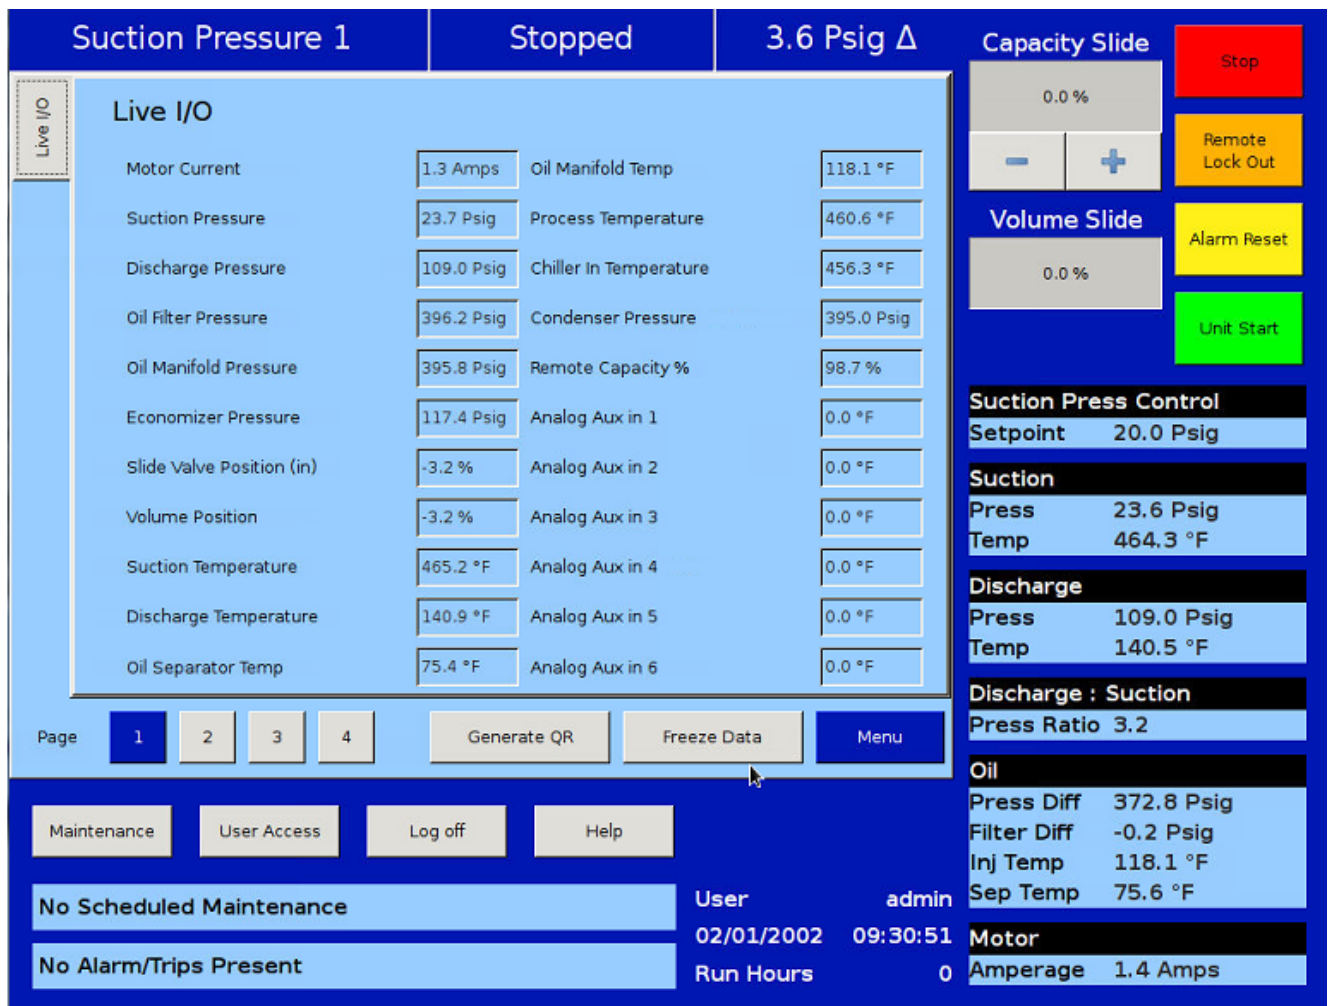 Suction Pressure 1 Stopped 3.6 Psig Δ
Live I/O
Live I/O
Motor Current 1.3 Amps Oil Manifold Temp 118.1 °F
Suction Pressure 23.7 Psig Process Temperature 460.6 °F
Discharge Pressure 109.0 Psig Chiller In Temperature 456.3 °F
Oil Filter Pressure 396.2 Psig Condenser Pressure 395.0 Psig
Oil Manifold Pressure 395.8 Psig Remote Capacity % 98.7 %
Economizer Pressure 117.4 Psig Analog Aux in 1 0.0 °F
Slide Valve Position (in) -3.2 % Analog Aux in 2 0.0 °F
Volume Position -3.2 % Analog Aux in 3 0.0 °F
Suction Temperature 465.2 °F Analog Aux in 4 0.0 °F
Discharge Temperature 140.9 °F Analog Aux in 5 0.0 °F
Oil Separator Temp 75.4 °F Analog Aux in 6 0.0 °F
Page 1 2 3 4 Generate QR Freeze Data Menu
Maintenance User Access Log off Help
No Scheduled Maintenance
No Alarm/Trips Present
User admin
02/01/2002 09:30:51
Run Hours 0
Capacity Slide
0.0 %
Volume Slide
0.0 %
Stop
Remote
Lock Out
Alarm Reset
Unit Start
Suction Press Control
Setpoint 20.0 Psig
Suction
Press 23.6 Psig
Temp 464.3 °F
Discharge
Press 109.0 Psig
Temp 140.5 °F
Discharge : Suction
Press Ratio 3.2
Oil
Press Diff 372.8 Psig
Filter Diff -0.2 Psig
Inj Temp 118.1 °F
Sep Temp 75.6 °F
Motor
Amperage 1.4 Amps